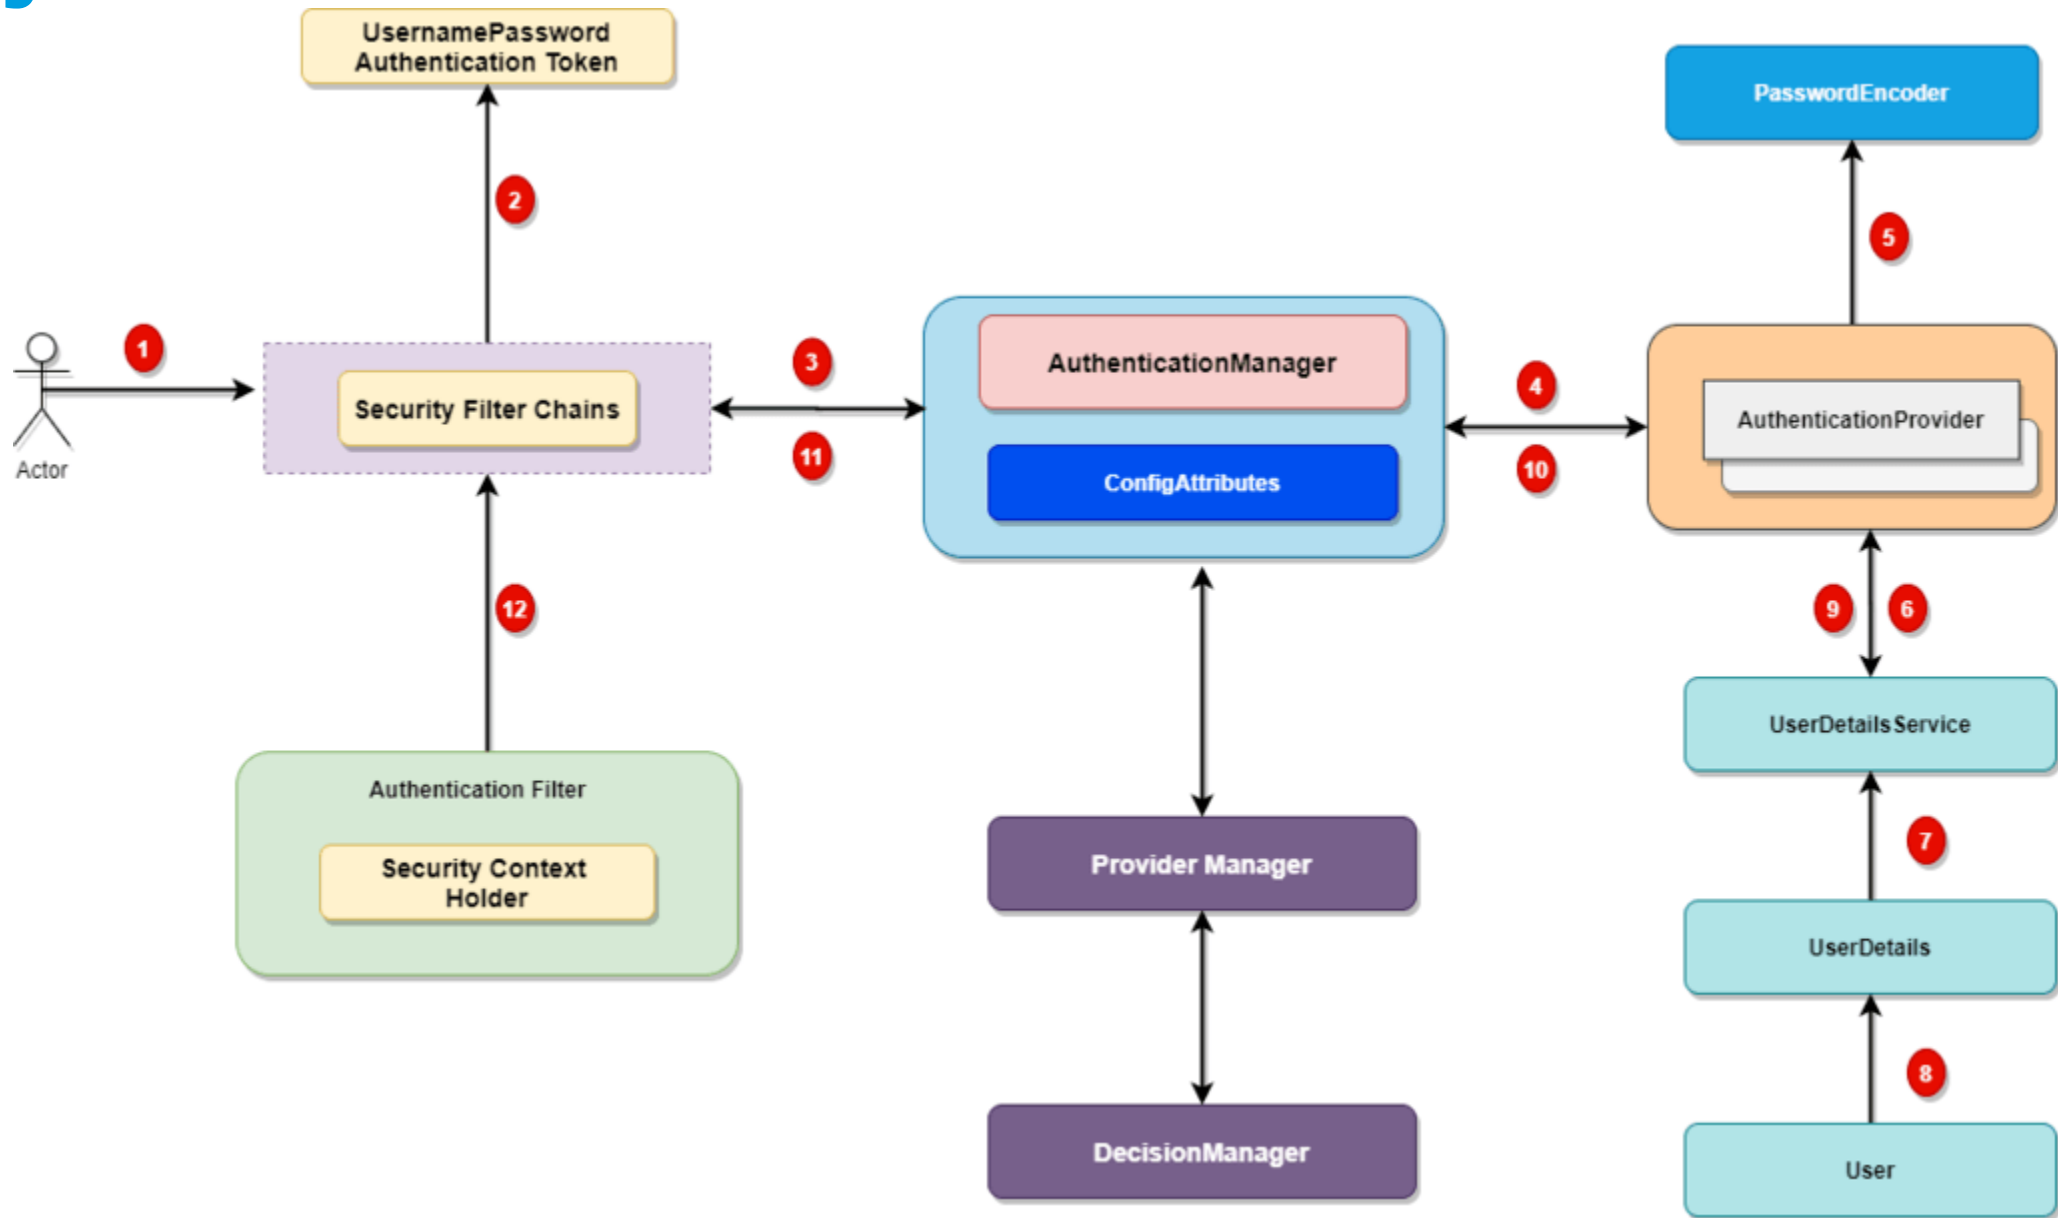 UsernamePassword
Authentication Token
PasswordEncoder
2
5
1
3
AuthenticationManager
4
Security Filter Chains
AuthenticationProvider
Actor
11
ConfigAttributes
10
12
9
6
UserDetailsService
Authentication Filter
Security Context
Holder
Provider Manager
7
UserDetails
8
DecisionManager
User